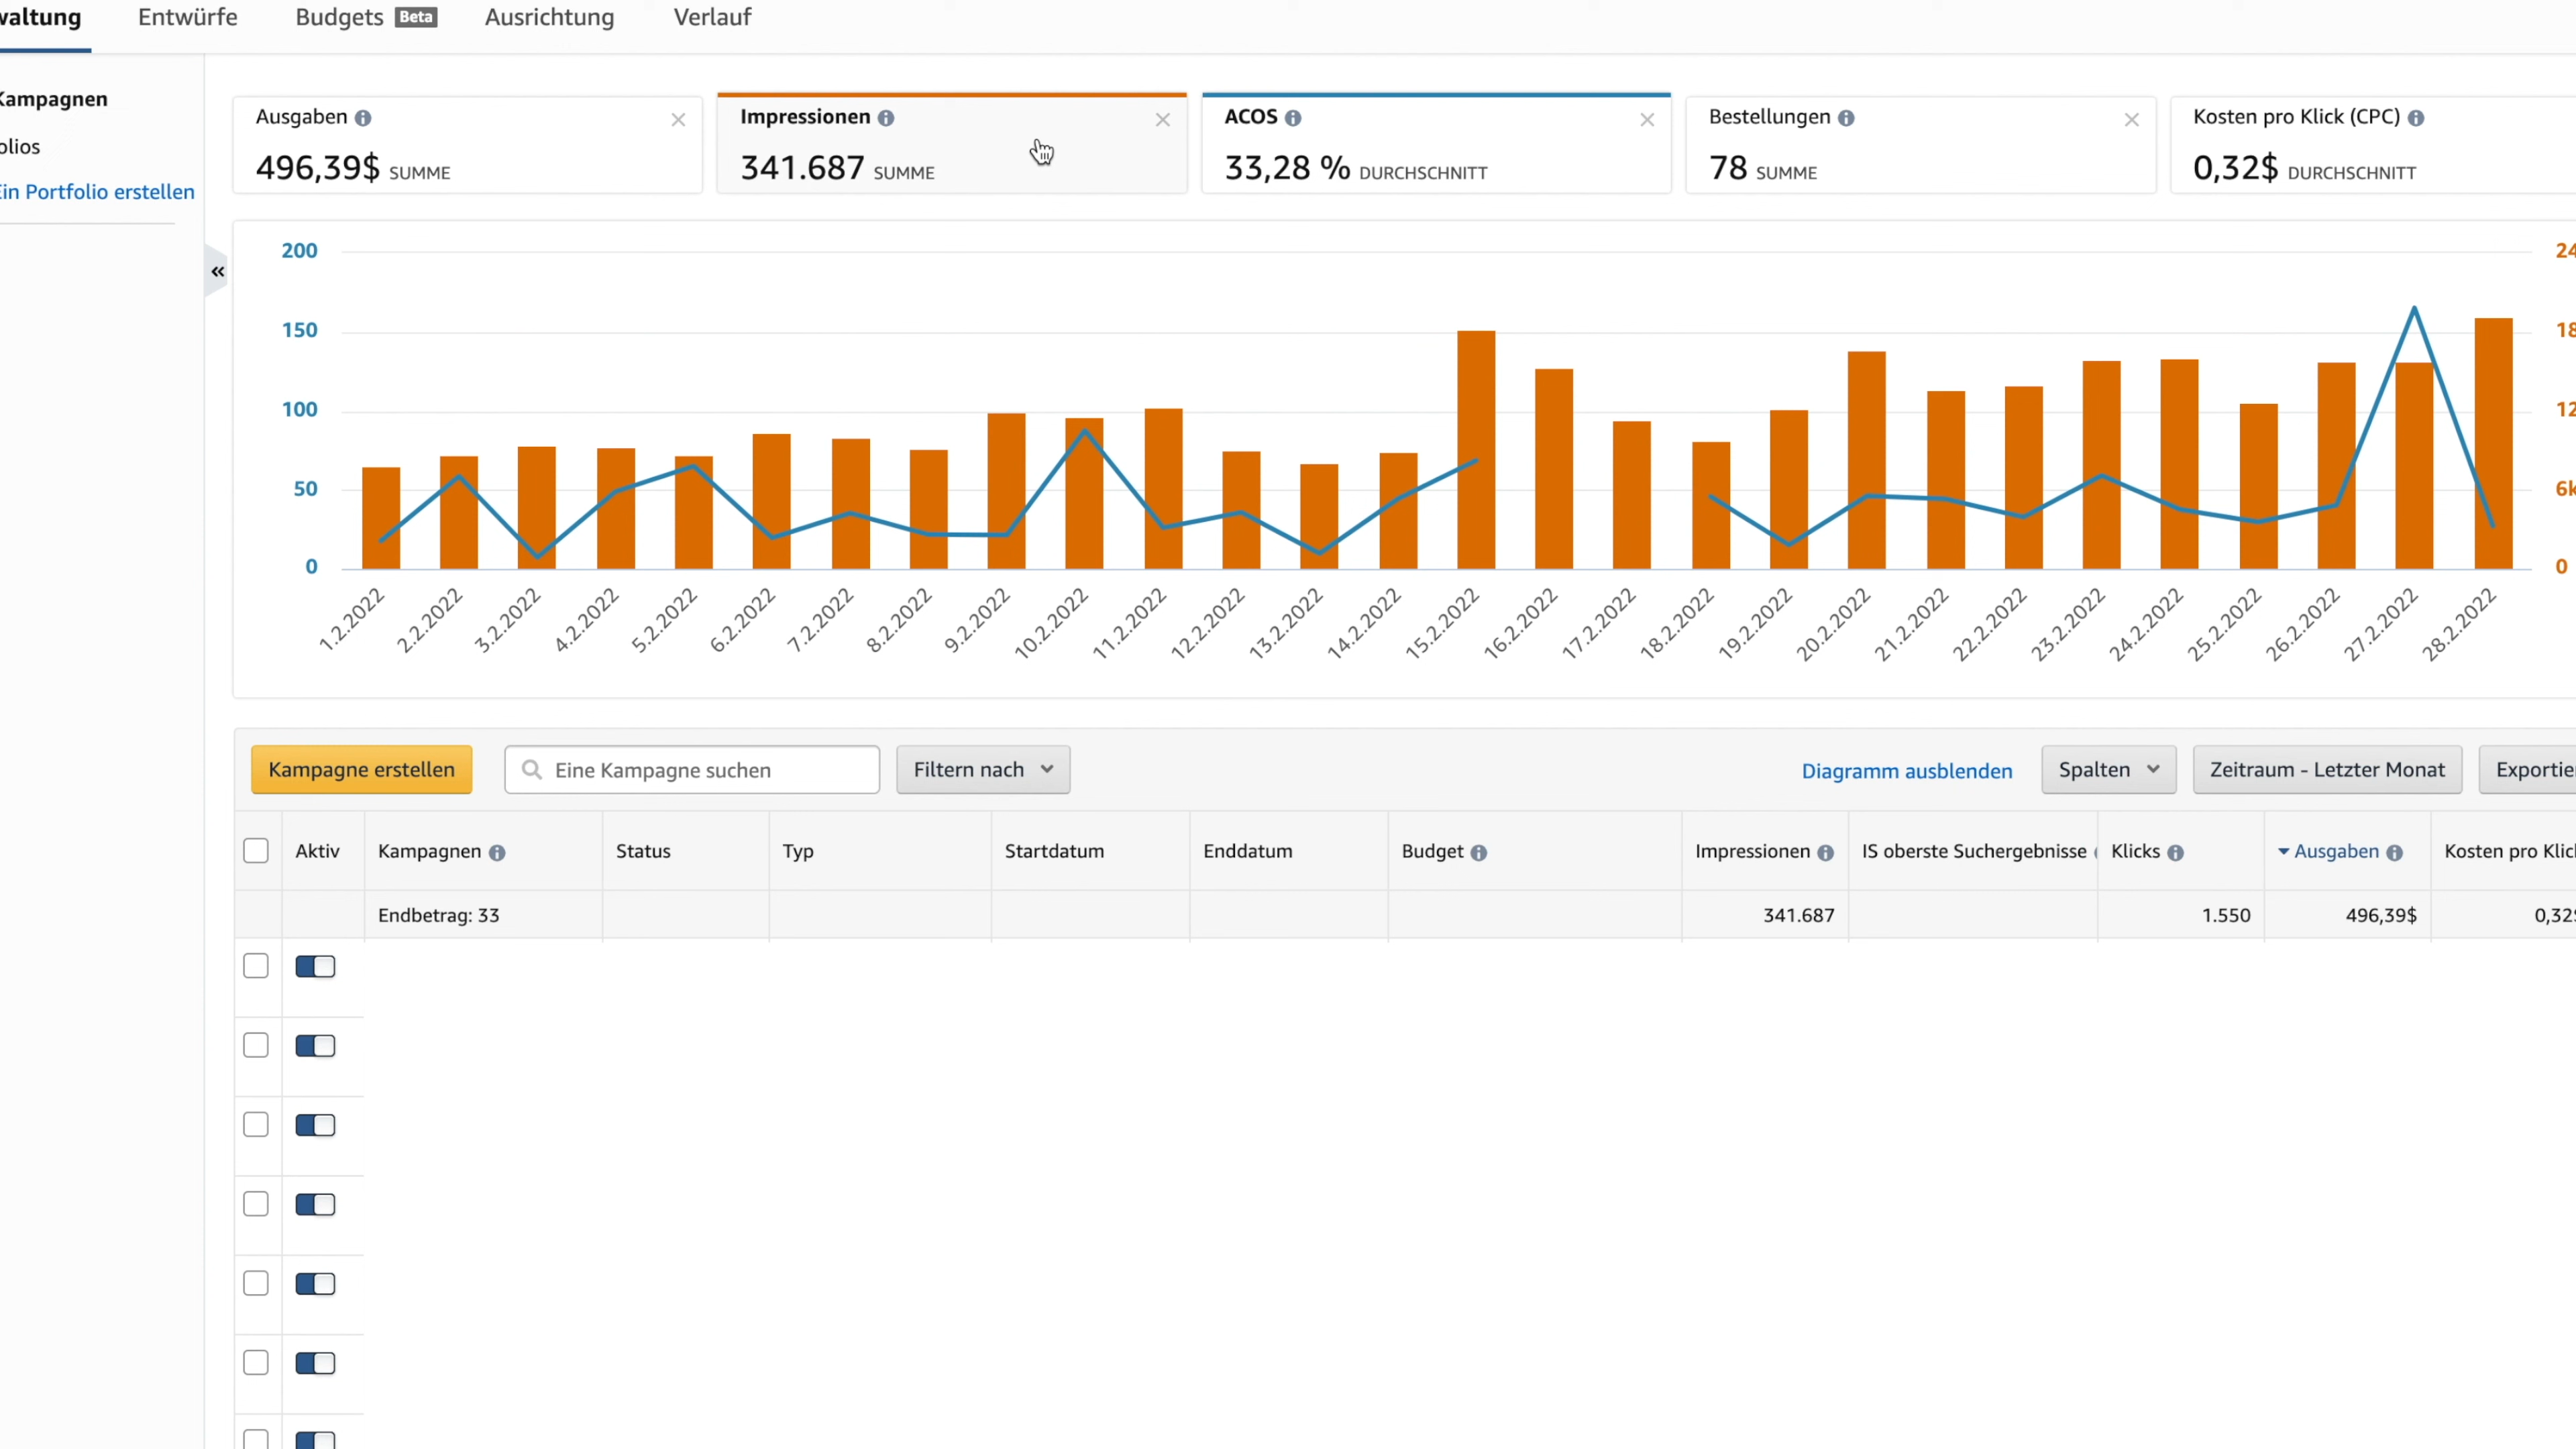 waltung Entwürfe Budgets Beta Ausrichtung Verlauf
Kampagnen
olios
Ein Portfolio erstellen
Ausgaben
496,39$ SUMME
Impressionen
341.687 SUMME
ACOS
33,28 % DURCHSCHNITT
Bestellungen
78 SUMME
Kosten pro Klick (CPC)
0,32$ DURCHSCHNITT
«
200 24
150 18
100 12
50 6k
0 0
1.2.2022 2.2.2022 3.2.2022 4.2.2022 5.2.2022 6.2.2022 7.2.2022 8.2.2022 9.2.2022 10.2.2022 11.2.2022 12.2.2022 13.2.2022 14.2.2022 15.2.2022 16.2.2022 17.2.2022 18.2.2022 19.2.2022 20.2.2022 21.2.2022 22.2.2022 23.2.2022 24.2.2022 25.2.2022 26.2.2022 27.2.2022 28.2.2022
Kampagne erstellen Eine Kampagne suchen Filtern nach Diagramm ausblenden Spalten Zeitraum - Letzter Monat Exportie
Aktiv Kampagnen Status Typ Startdatum Enddatum Budget Impressionen IS oberste Suchergebnisse Klicks Ausgaben Kosten pro Klic
Endbetrag: 33 341.687 1.550 496,39$ 0,32$